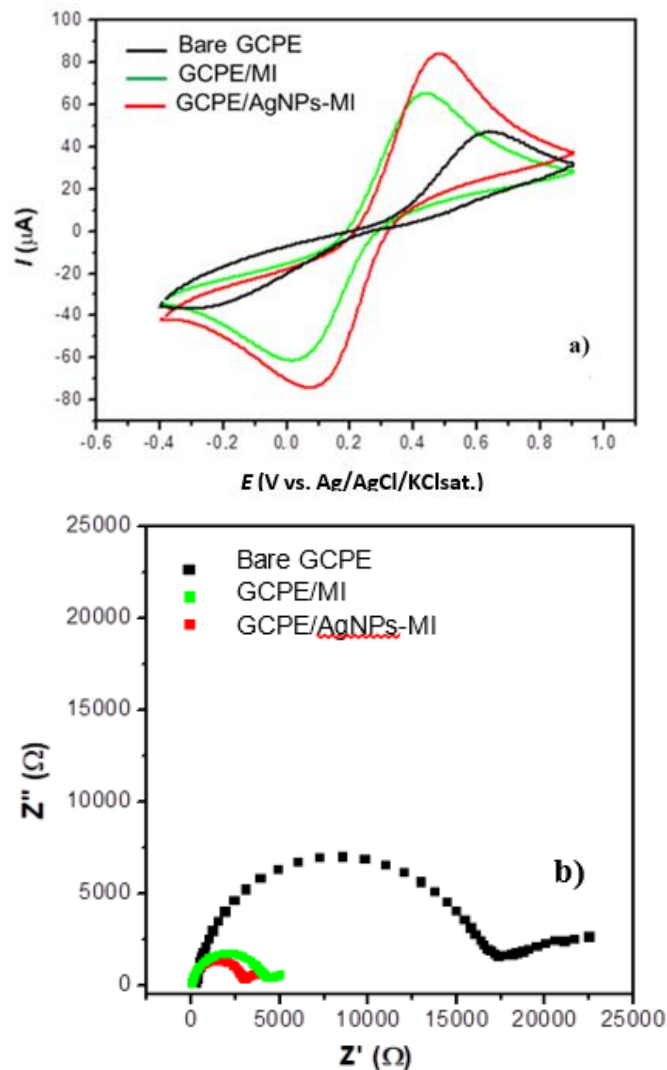 100
80
60
40
20
0
-20
-40
-60
-80
I (µA)
Bare GCPE
GCPE/MI
GCPE/AgNPs-MI
a)
-0.6 -0.4 -0.2 0.0 0.2 0.4 0.6 0.8 1.0
E (V vs. Ag/AgCl/KClsat.)
25000
20000
15000
10000
5000
0
Z'' (Ω)
Bare GCPE
GCPE/MI
GCPE/AgNPs-MI
b)
0 5000 10000 15000 20000 25000
Z' (Ω)